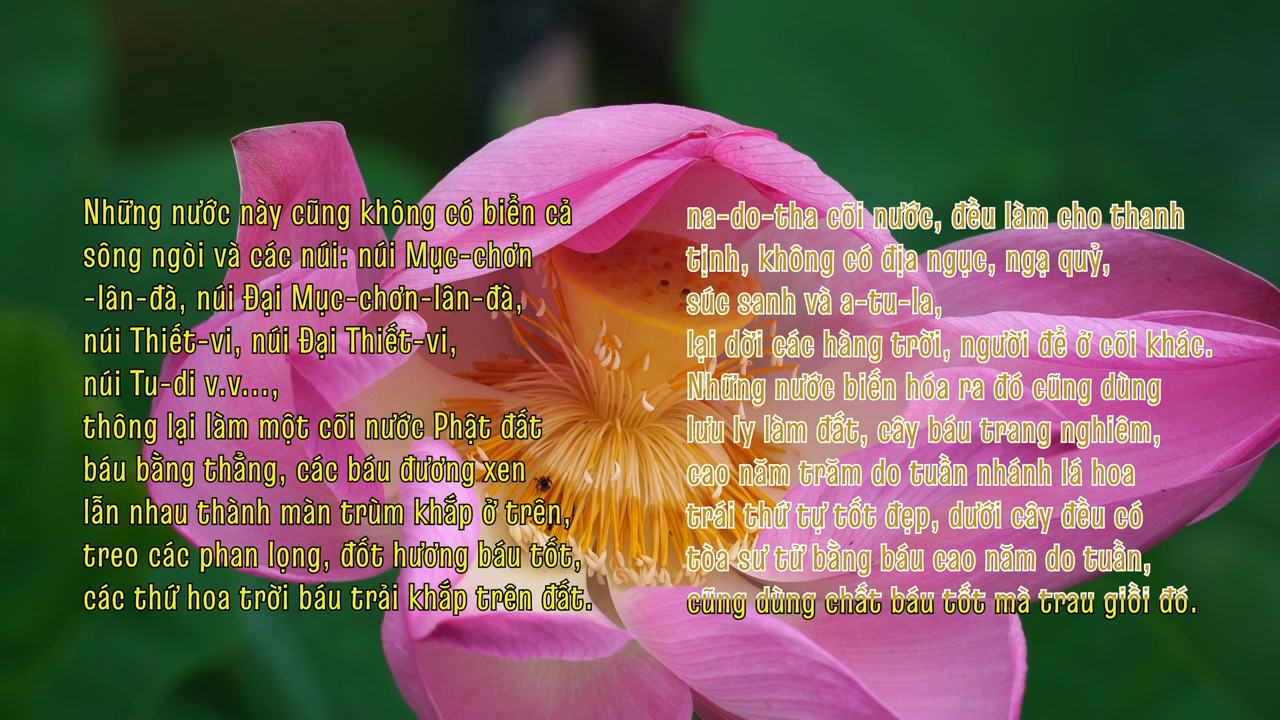 Những nước này cũng không có biển cả
sông ngòi và các núi: núi Mục-chơn
-lân-đà, núi Đại Mục-chơn-lân-đà,
núi Thiết-vi, núi Đại Thiết-vi,
núi Tu-di v.v...,
thông lại làm một cõi nước Phật đất
báu bằng thẳng, các báu đương xen
lẫn nhau thành màn trùm khắp ở trên,
treo các phan lọng, đốt hương báu tốt,
các thứ hoa trời báu trải khắp trên đất.
na-do-tha cõi nước, đều làm cho thanh
tịnh, không có địa ngục, ngạ quỷ,
súc sanh và a-tu-la,
lại dời các hàng trời, người để ở cõi khác.
Những nước biến hóa ra đó cũng dùng
lưu ly làm đất, cây báu trang nghiêm,
cao năm trăm do tuần nhánh lá hoa
trái thứ tự tốt đẹp, dưới cây đều có
tòa sư tử bằng báu cao năm do tuần,
cũng dùng chất báu tốt mà trau giồi đó.